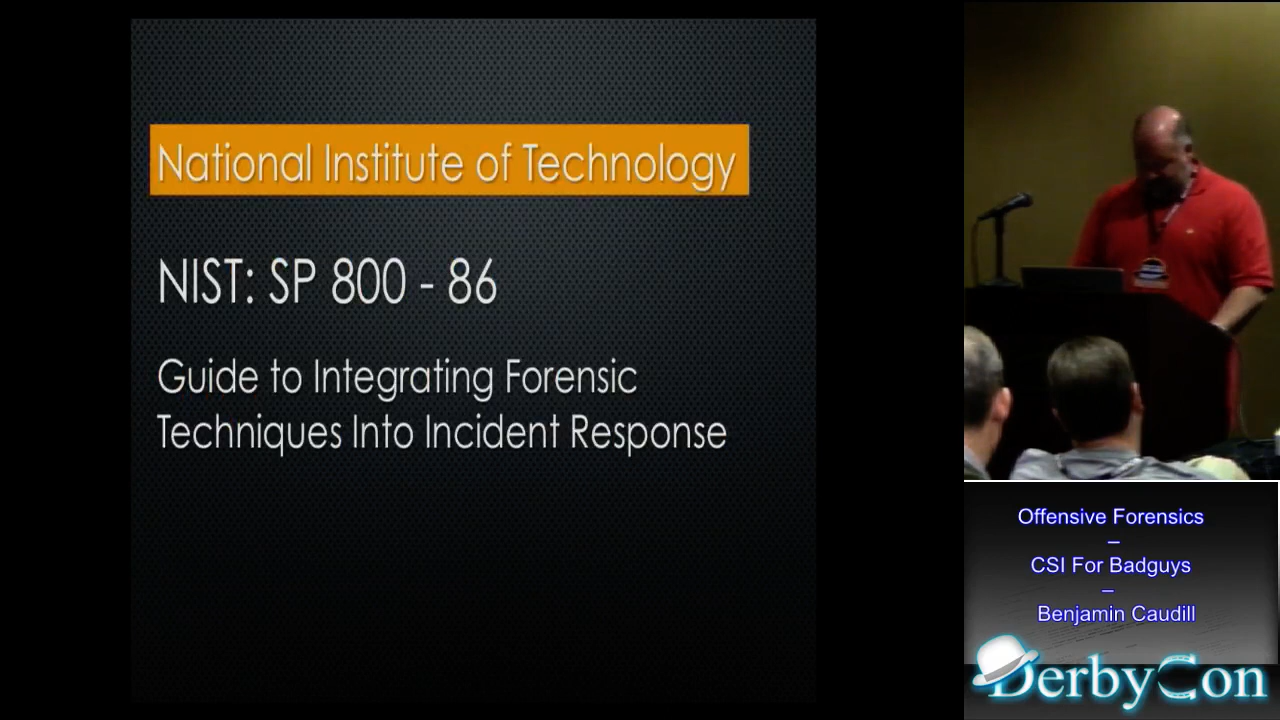 National Institute of Technology
NIST: SP 800 - 86
Guide to Integrating Forensic
Techniques Into Incident Response
Offensive Forensics
–
CSI For Badguys
–
Benjamin Caudill
DerbyCon